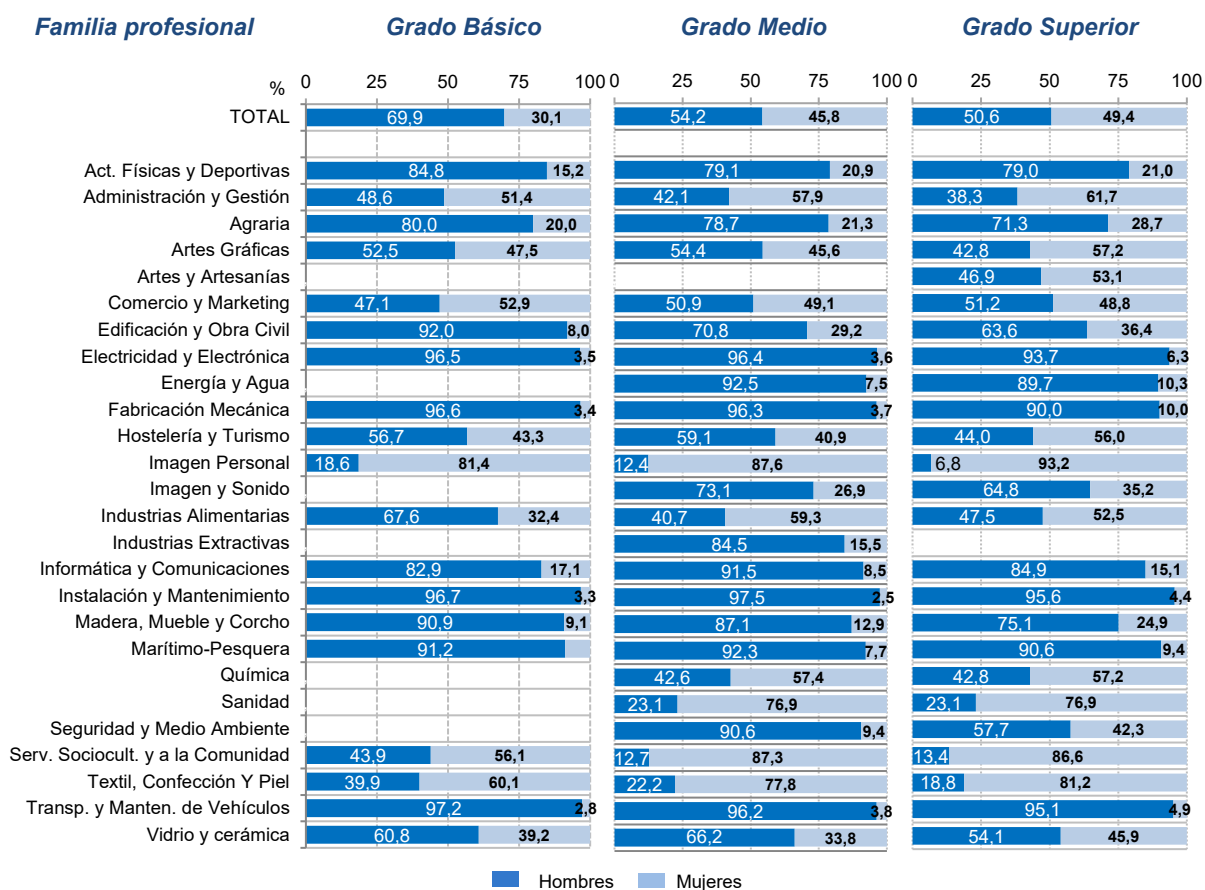 Familia profesional Grado Básico Grado Medio Grado Superior
% 0 25 50 75 100 0 25 50 75 100 0 25 50 75 100
TOTAL 69,9 30,1 54,2 45,8 50,6 49,4
Act. Físicas y Deportivas 84,8 15,2 79,1 20,9 79,0 21,0
Administración y Gestión 48,6 51,4 42,1 57,9 38,3 61,7
Agraria 80,0 20,0 78,7 21,3 71,3 28,7
Artes Gráficas 52,5 47,5 54,4 45,6 42,8 57,2
Artes y Artesanías 46,9 53,1
Comercio y Marketing 47,1 52,9 50,9 49,1 51,2 48,8
Edificación y Obra Civil 92,0 8,0 70,8 29,2 63,6 36,4
Electricidad y Electrónica 96,5 3,5 96,4 3,6 93,7 6,3
Energía y Agua 92,5 7,5 89,7 10,3
Fabricación Mecánica 96,6 3,4 96,3 3,7 90,0 10,0
Hostelería y Turismo 56,7 43,3 59,1 40,9 44,0 56,0
Imagen Personal 18,6 81,4 12,4 87,6 6,8 93,2
Imagen y Sonido 73,1 26,9 64,8 35,2
Industrias Alimentarias 67,6 32,4 40,7 59,3 47,5 52,5
Industrias Extractivas 84,5 15,5
Informática y Comunicaciones 82,9 17,1 91,5 8,5 84,9 15,1
Instalación y Mantenimiento 96,7 3,3 97,5 2,5 95,6 4,4
Madera, Mueble y Corcho 90,9 9,1 87,1 12,9 75,1 24,9
Marítimo-Pesquera 91,2 92,3 7,7 90,6 9,4
Química 42,6 57,4 42,8 57,2
Sanidad 23,1 76,9 23,1 76,9
Seguridad y Medio Ambiente 90,6 9,4 57,7 42,3
Serv. Sociocult. y a la Comunidad 43,9 56,1 12,7 87,3 13,4 86,6
Textil, Confección Y Piel 39,9 60,1 22,2 77,8 18,8 81,2
Transp. y Manten. de Vehículos 97,2 2,8 96,2 3,8 95,1 4,9
Vidrio y cerámica 60,8 39,2 66,2 33,8 54,1 45,9
Hombres Mujeres